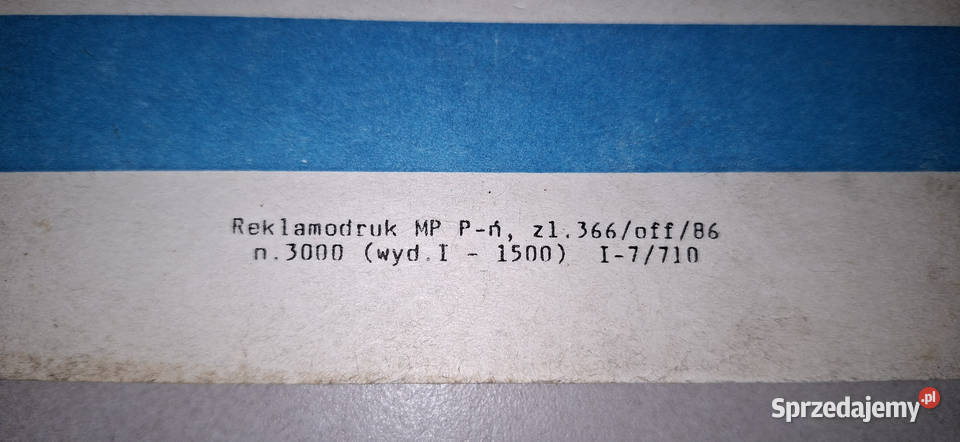 Reklamodruk MP P-ń, zl.366/off/86
n.3000 (wyd.I - 1500) I-7/710
Sprzedajemy.pl